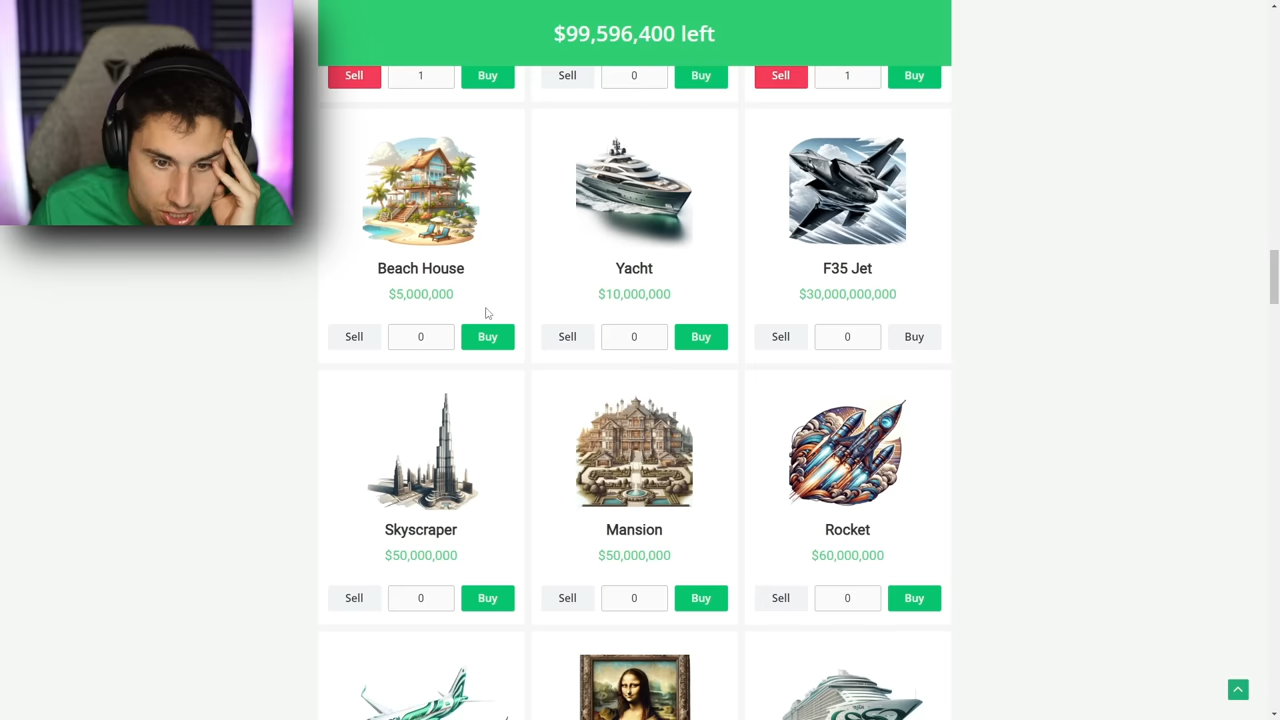 $99,596,400 left
Sell 1 Buy Sell 0 Buy Sell 1 Buy
Beach House Yacht F35 Jet
$5,000,000 $10,000,000 $30,000,000,000
Sell 0 Buy Sell 0 Buy Sell 0 Buy
Skyscraper Mansion Rocket
$50,000,000 $50,000,000 $60,000,000
Sell 0 Buy Sell 0 Buy Sell 0 Buy